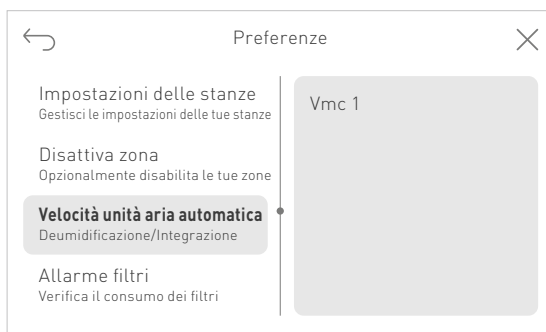 Preferenze
Impostazioni delle stanze
Gestisci le impostazioni delle tue stanze
Disattiva zona
Opzionalmente disabilita le tue zone
Velocità unità aria automatica
Deumidificazione/Integrazione
Allarme filtri
Verifica il consumo dei filtri
Vmc 1